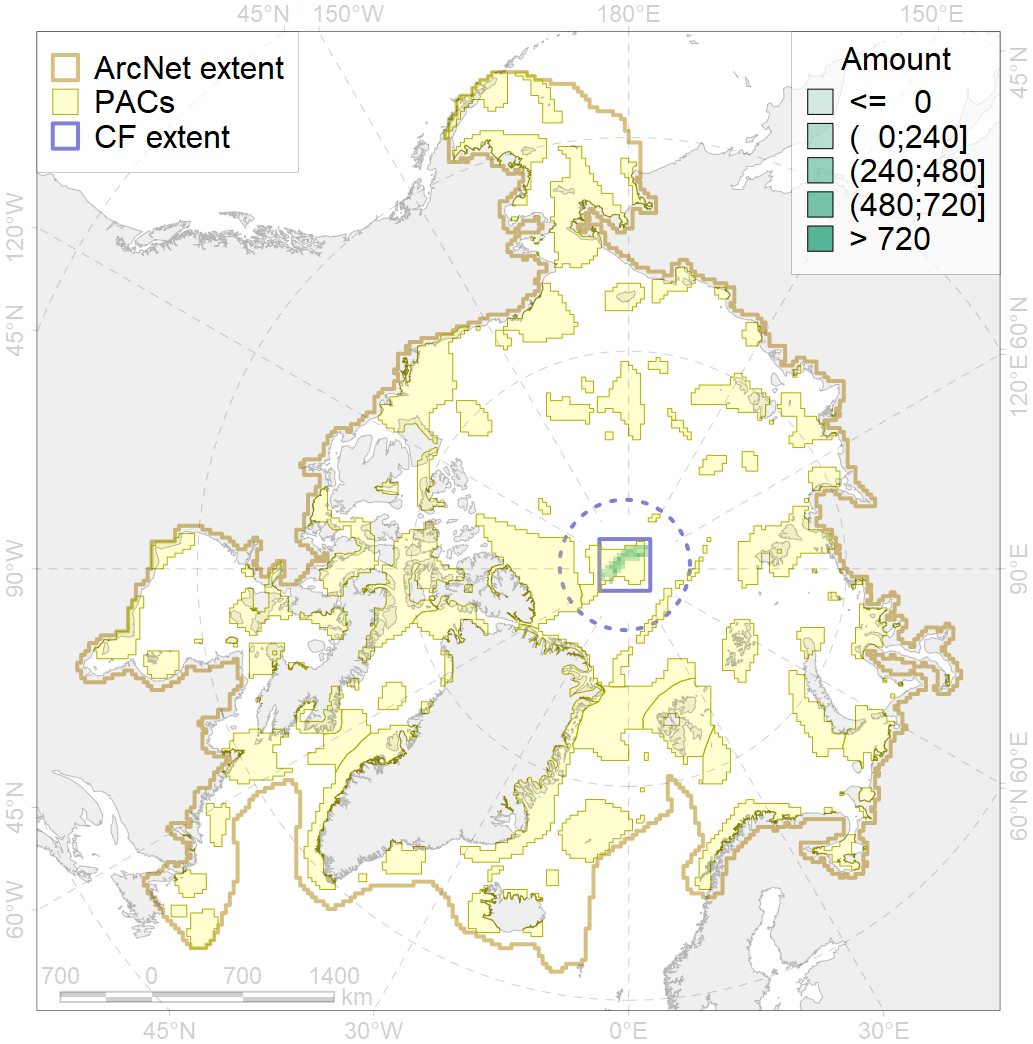 45°N 150°W 180°E 150°E
ArcNet extent
PACs
CF extent
Amount
<= 0
( 0;240]
(240;480]
(480;720]
> 720
45°N
120°W
60°N
45°N
120°E
90°W
90°E
60°E
45°N
60°N
60°W
700 0 700 1400
km
45°N 30°W 0°E 30°E